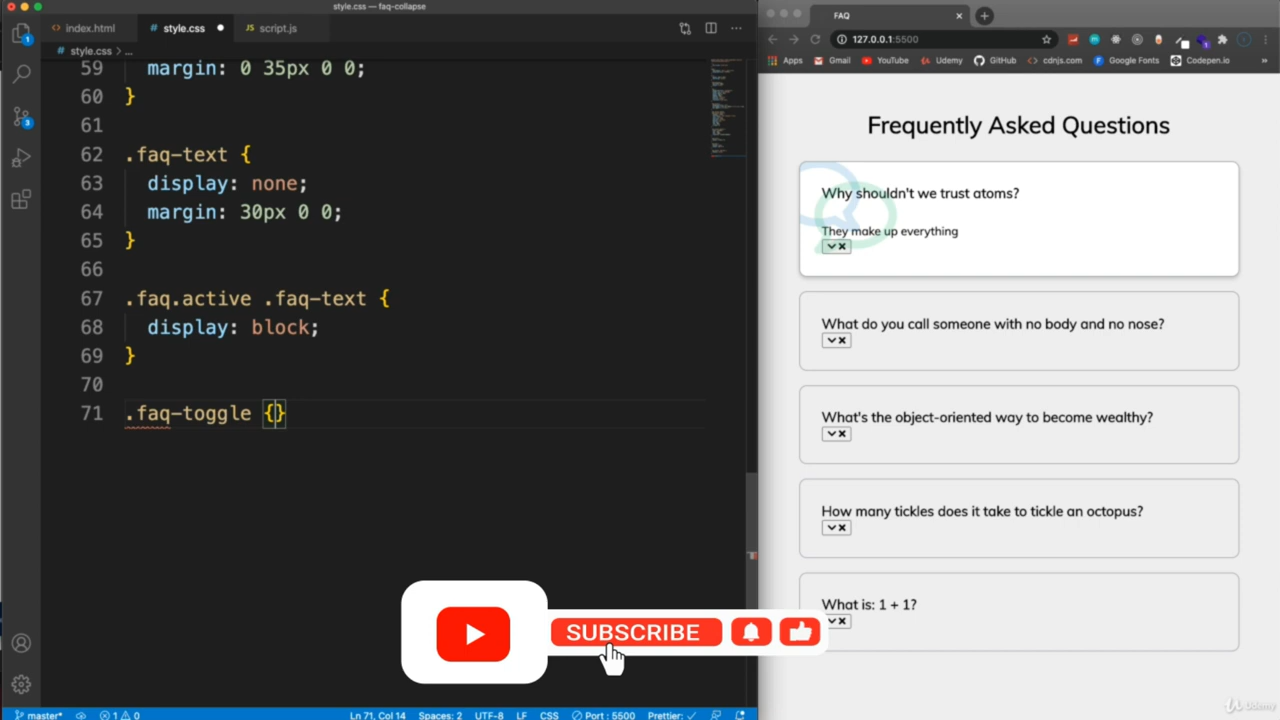 style.css — faq-collapse
index.html
style.css
script.js
style.css > ...
59 margin: 0 35px 0 0;
60 }
61
62 .faq-text {
63 display: none;
64 margin: 30px 0 0;
65 }
66
67 .faq.active .faq-text {
68 display: block;
69 }
70
71 .faq-toggle {}
master*
1 0
Ln 71, Col 14
Spaces: 2
UTF-8
LF
CSS
Port : 5500
Prettier: ✓
FAQ
127.0.0.1:5500
Apps
Gmail
YouTube
Udemy
GitHub
cdnjs.com
Google Fonts
Codepen.io
»
Frequently Asked Questions
Why shouldn't we trust atoms?
They make up everything
What do you call someone with no body and no nose?
What's the object-oriented way to become wealthy?
How many tickles does it take to tickle an octopus?
What is: 1 + 1?
SUBSCRIBE
Udemy